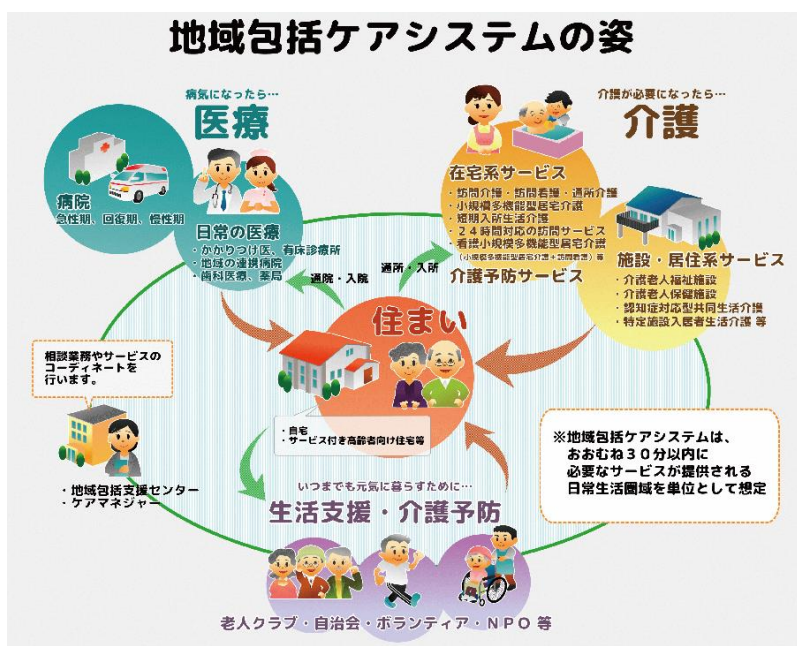 地域包括ケアシステムの姿
病気になったら…
医療
病院
急性期、回復期、慢性期
日常の医療
・かかりつけ医、有床診療所
・地域の連携病院
・歯科医療、薬局
通院・入院
通所・入所
介護が必要になったら…
介護
在宅系サービス
・訪問介護・訪問看護・通所介護
・小規模多機能型居宅介護
・短期入所生活介護
・24時間対応の訪問サービス
・看護小規模多機能型居宅介護
(小規模多機能型居宅介護+訪問看護)等
介護予防サービス
施設・居住系サービス
・介護老人福祉施設
・介護老人保健施設
・認知症対応型共同生活介護
・特定施設入居者生活介護 等
住まい
・自宅
・サービス付き高齢者向け住宅等
相談業務やサービスの
コーディネートを
行います。
・地域包括支援センター
・ケアマネジャー
※地域包括ケアシステムは、
おおむね30分以内に
必要なサービスが提供される
日常生活圏域を単位として想定
いつまでも元気に暮らすために…
生活支援・介護予防
老人クラブ・自治会・ボランティア・NPO 等